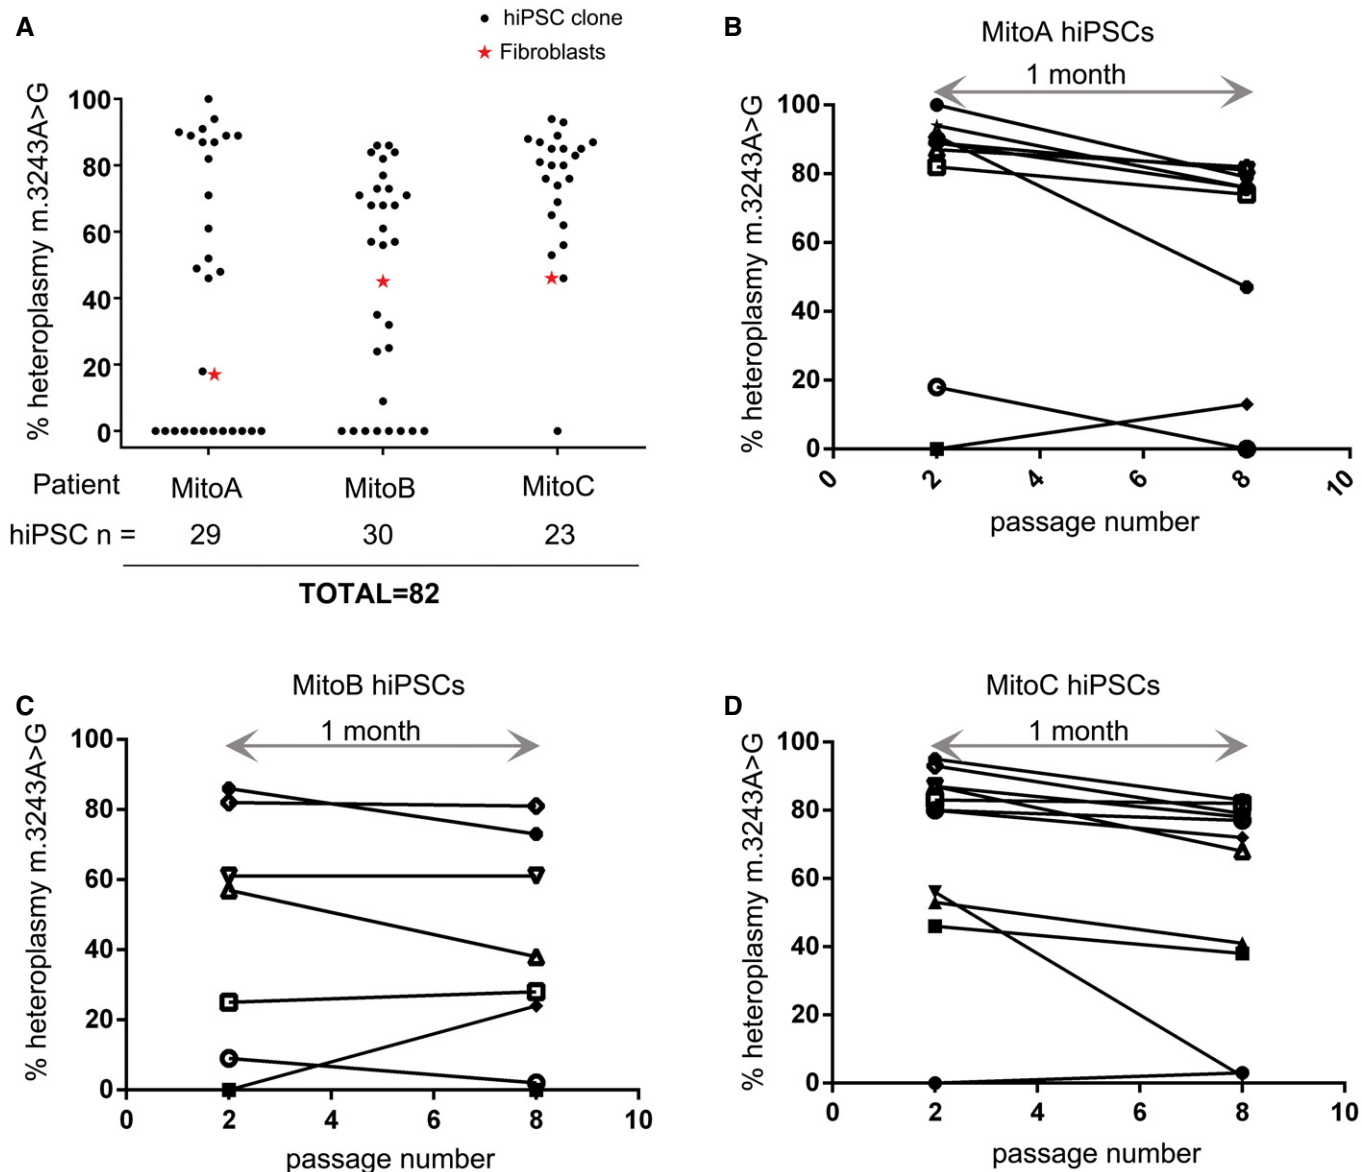 A
hiPSC clone
Fibroblasts
% heteroplasmy m.3243A>G
100
80
60
40
20
0
Patient MitoA MitoB MitoC
hiPSC n = 29 30 23
TOTAL=82
B
MitoA hiPSCs
1 month
% heteroplasmy m.3243A>G
100
80
60
40
20
0
0 2 4 6 8 10
passage number
C
MitoB hiPSCs
1 month
% heteroplasmy m.3243A>G
100
80
60
40
20
0
0 2 4 6 8 10
passage number
D
MitoC hiPSCs
1 month
% heteroplasmy m.3243A>G
100
80
60
40
20
0
0 2 4 6 8 10
passage number